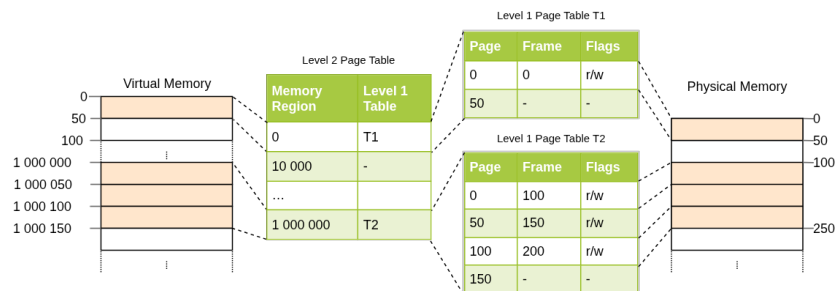 Level 1 Page Table T1
Page Frame Flags
0 0 r/w
50 - -
Level 2 Page Table
Memory Region Level 1 Table
0 T1
10 000 -
...
1 000 000 T2
Virtual Memory
0
50
100
1 000 000
1 000 050
1 000 100
1 000 150
Level 1 Page Table T2
Page Frame Flags
0 100 r/w
50 150 r/w
100 200 r/w
150 - -
Physical Memory
0
50
100
250